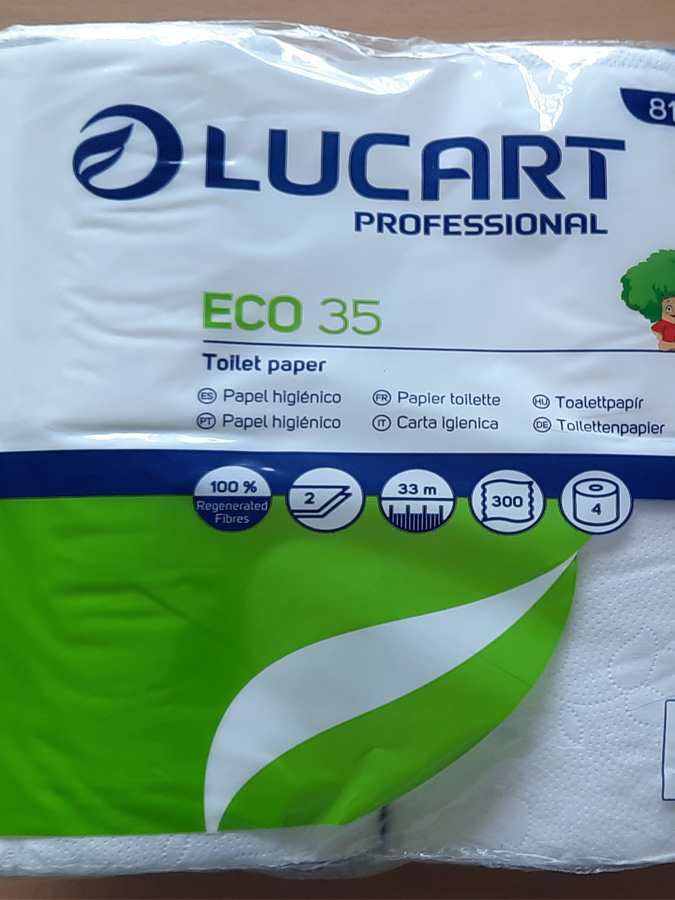 81
LUCART
PROFESSIONAL
ECO 35
Toilet paper
ES Papel higiénico FR Papier toilette HU Toalettpapír
PT Papel higiénico IT Carta igienica DE Toilettenpapier
100 % Regenerated Fibres
2
33 m
300
4